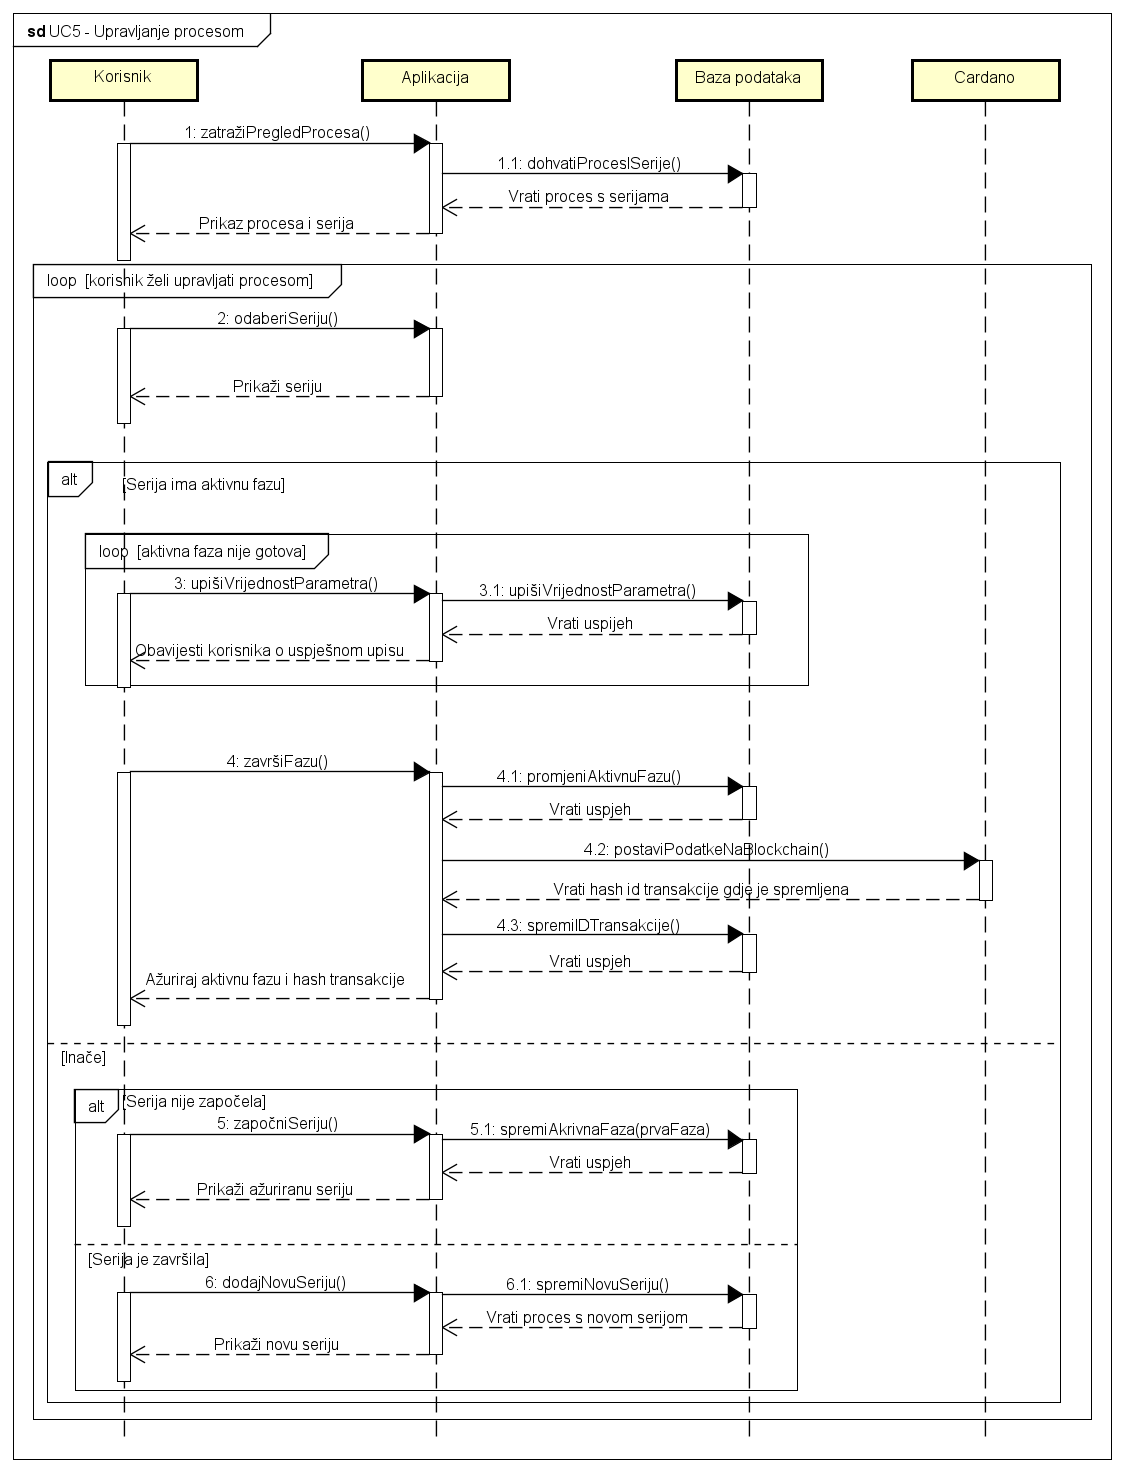 sd UC5 - Upravljanje procesom
Korisnik
Aplikacija
Baza podataka
Cardano
1: zatražiPregledProcesa()
1.1: dohvatiProcesISerije()
Vrati proces s serijama
Prikaz procesa i serija
loop [korisnik želi upravljati procesom]
2: odaberiSeriju()
Prikaži seriju
alt
[Serija ima aktivnu fazu]
loop [aktivna faza nije gotova]
3: upišiVrijednostParametra()
3.1: upišiVrijednostParametra()
Vrati uspijeh
Obavijesti korisnika o uspješnom upisu
4: završiFazu()
4.1: promjeniAktivnuFazu()
Vrati uspjeh
4.2: postaviPodatkeNaBlockchain()
Vrati hash id transakcije gdje je spremljena
4.3: spremiIDTransakcije()
Vrati uspjeh
Ažuriraj aktivnu fazu i hash transakcije
[Inače]
alt
[Serija nije započela]
5: započniSeriju()
5.1: spremiAkrivnaFaza(prvaFaza)
Vrati uspjeh
Prikaži ažuriranu seriju
[Serija je završila]
6: dodajNovuSeriju()
6.1: spremiNovuSeriju()
Vrati proces s novom serijom
Prikaži novu seriju